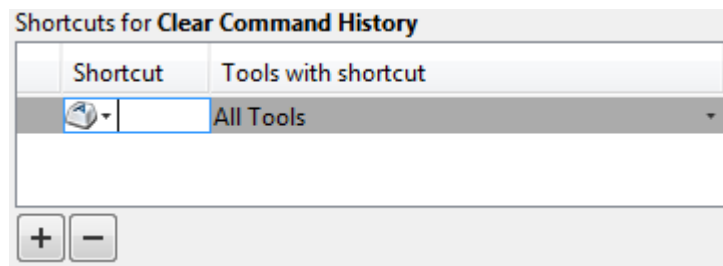 Shortcuts for Clear Command History
Shortcut Tools with shortcut
All Tools